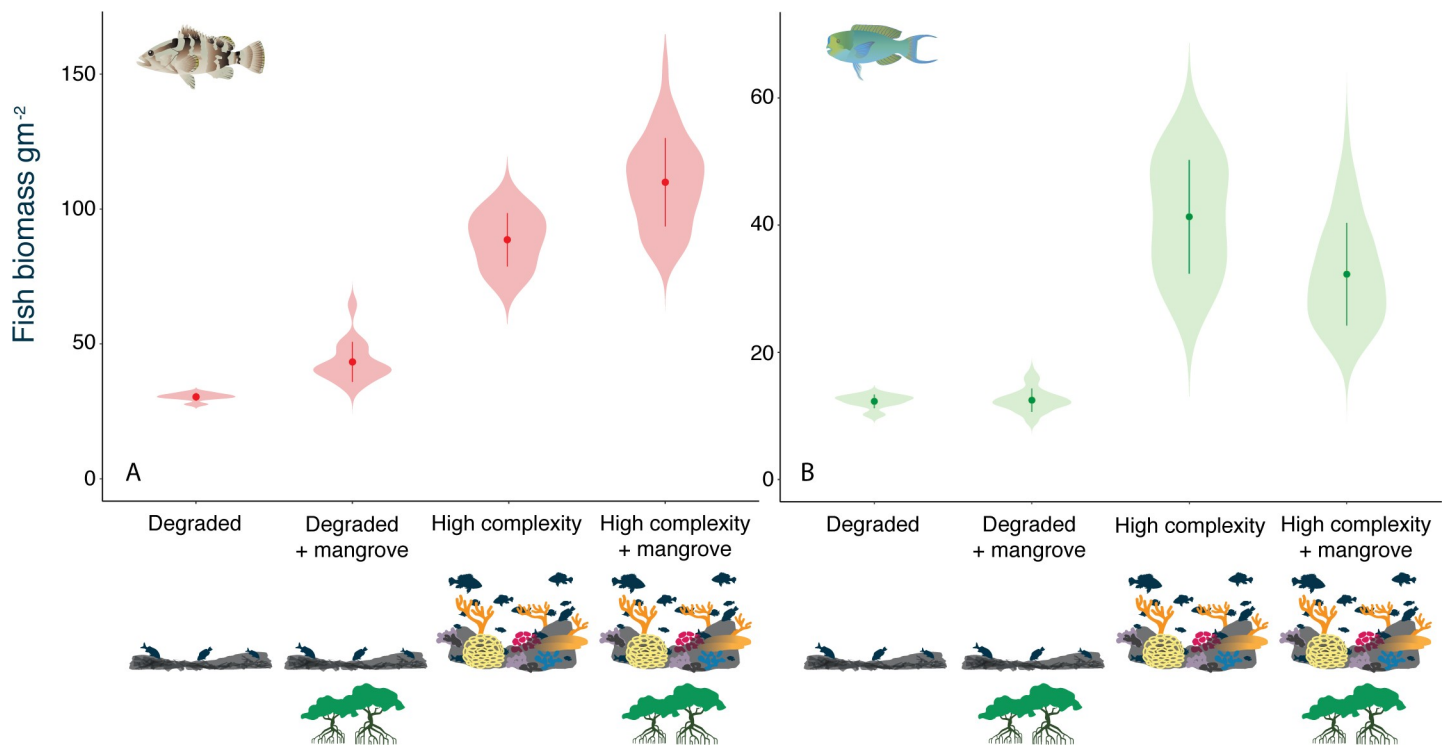 Fish biomass gm⁻²
150
100
50
0
A
Degraded
Degraded
+ mangrove
High complexity
High complexity
+ mangrove
60
40
20
0
B
Degraded
Degraded
+ mangrove
High complexity
High complexity
+ mangrove